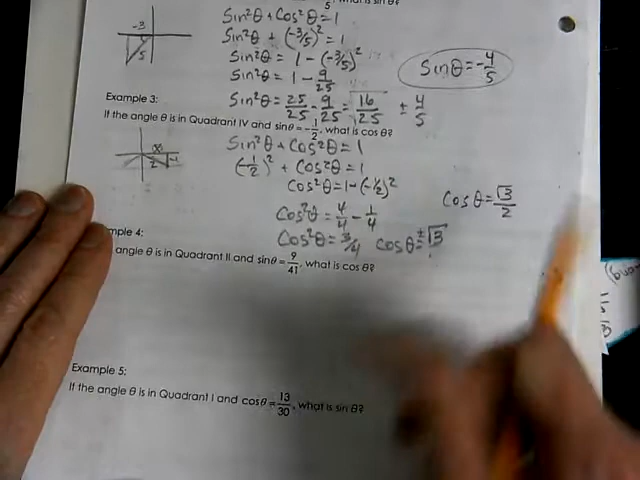 what is sin θ?
-3
5
Sin²θ + Cos²θ = 1
Sin²θ + (-3/5)² = 1
Sin²θ = 1 - (-3/5)²
Sin²θ = 1 - 9/25
Sin²θ = 25/25 - 9/25 = 16/25 ± 4/5
Sinθ = -4/5
Example 3:
If the angle θ is in Quadrant IV and sinθ = -1/2, what is cos θ?
Sin²θ + Cos²θ = 1
(-1/2)² + Cos²θ = 1
Cos²θ = 1 - (-1/2)²
Cos²θ = 4/4 - 1/4
Cos²θ = 3/4 Cosθ = ±√3
Cosθ = √3/2
mple 4:
angle θ is in Quadrant II and sinθ = 9/41, what is cos θ?
Example 5:
If the angle θ is in Quadrant I and cosθ = 13/30, what is sin θ?